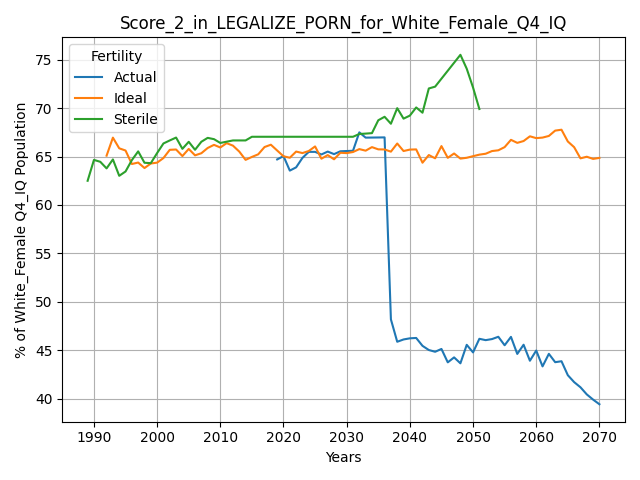 Score_2_in_LEGALIZE_PORN_for_White_Female_Q4_IQ
Fertility
Actual
Ideal
Sterile
% of White_Female Q4_IQ Population
75
70
65
60
55
50
45
40
1990 2000 2010 2020 2030 2040 2050 2060 2070
Years